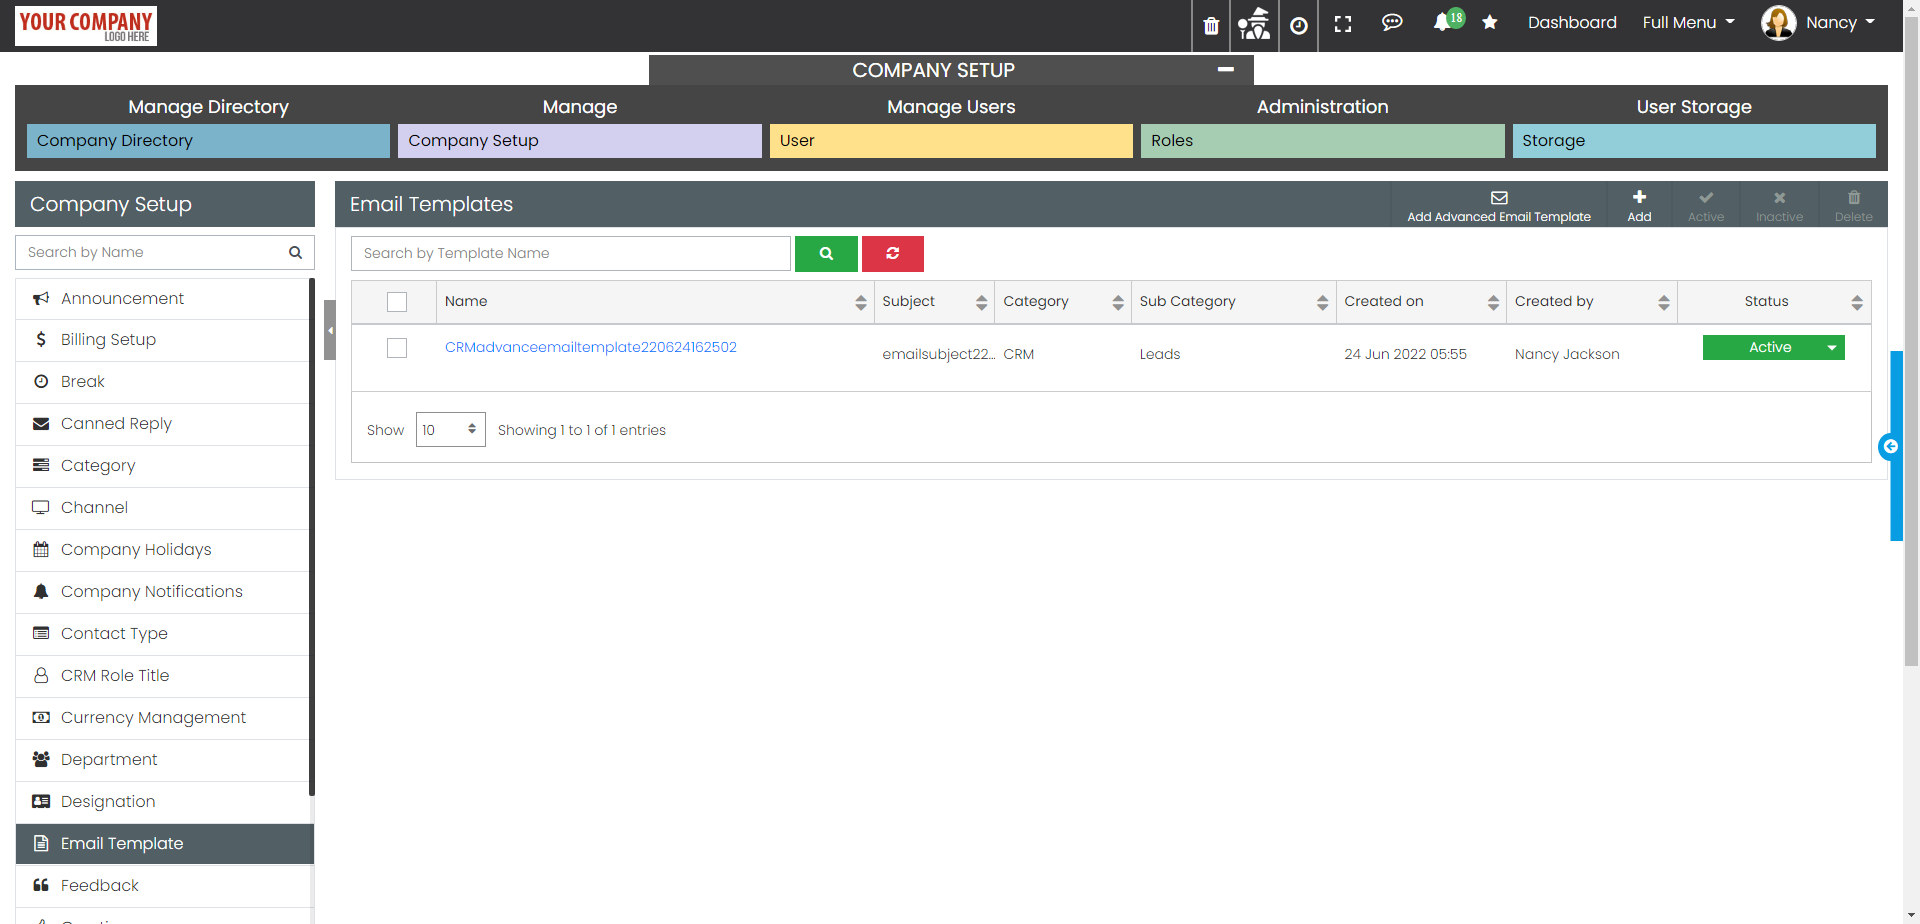 YOUR COMPANY
LOGO HERE
18
Dashboard
Full Menu
Nancy
COMPANY SETUP
Manage Directory
Manage
Manage Users
Administration
User Storage
Company Directory
Company Setup
User
Roles
Storage
Company Setup
Search by Name
Announcement
Billing Setup
Break
Canned Reply
Category
Channel
Company Holidays
Company Notifications
Contact Type
CRM Role Title
Currency Management
Department
Designation
Email Template
Feedback
Email Templates
Add Advanced Email Template
Add
Active
Inactive
Delete
Search by Template Name
Name
Subject
Category
Sub Category
Created on
Created by
Status
CRMadvanceemailtemplate220624162502
emailsubject22...
CRM
Leads
24 Jun 2022 05:55
Nancy Jackson
Active
Show
10
Showing 1 to 1 of 1 entries